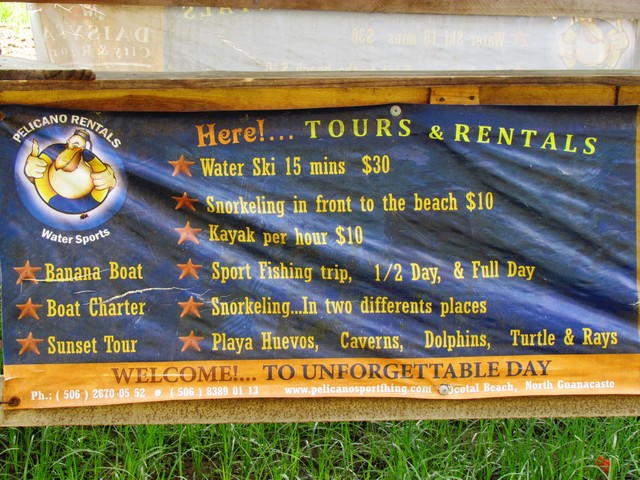 PELICANO RENTALS
Water Sports
Here!... TOURS & RENTALS
Water Ski 15 mins $30
Snorkeling in front to the beach $10
Kayak per hour $10
Banana Boat
Sport Fishing trip, 1/2 Day, & Full Day
Boat Charter
Snorkeling...In two differents places
Sunset Tour
Playa Huevos, Caverns, Dolphins, Turtle & Rays
WELCOME!... TO UNFORGETTABLE DAY
Ph.: ( 506 ) 2670 05 52 ● ( 506 ) 8389 01 13 www.pelicanosportfhing.com Beach, North Guanacaste